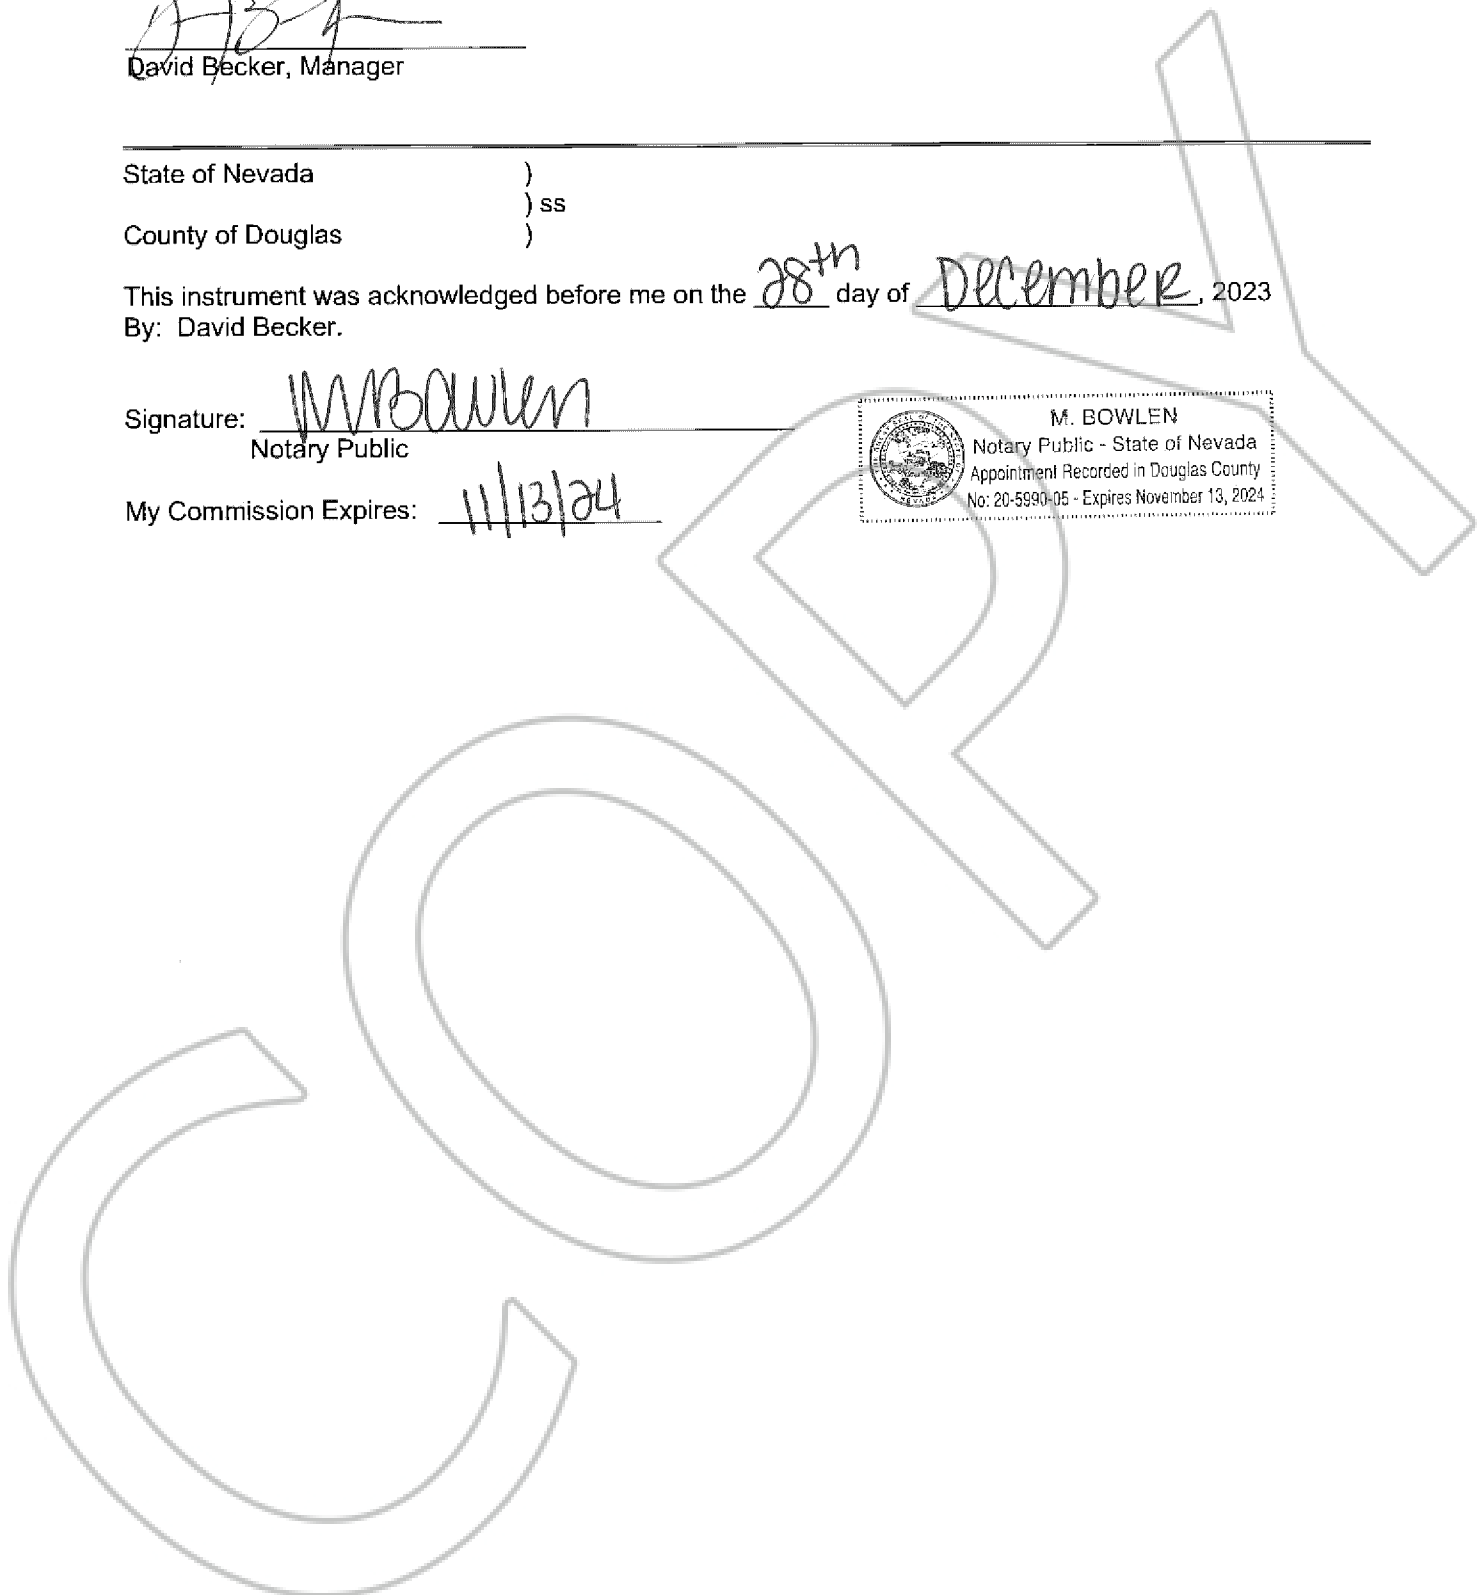 David Becker, Manager
State of Nevada )
) ss
County of Douglas )
This instrument was acknowledged before me on the 28th day of December, 2023
By: David Becker.
Signature: MBowlen
Notary Public
M. BOWLEN
Notary Public - State of Nevada
Appointment Recorded in Douglas County
No: 20-5990-05 - Expires November 13, 2024
My Commission Expires: 11/13/24
COPY